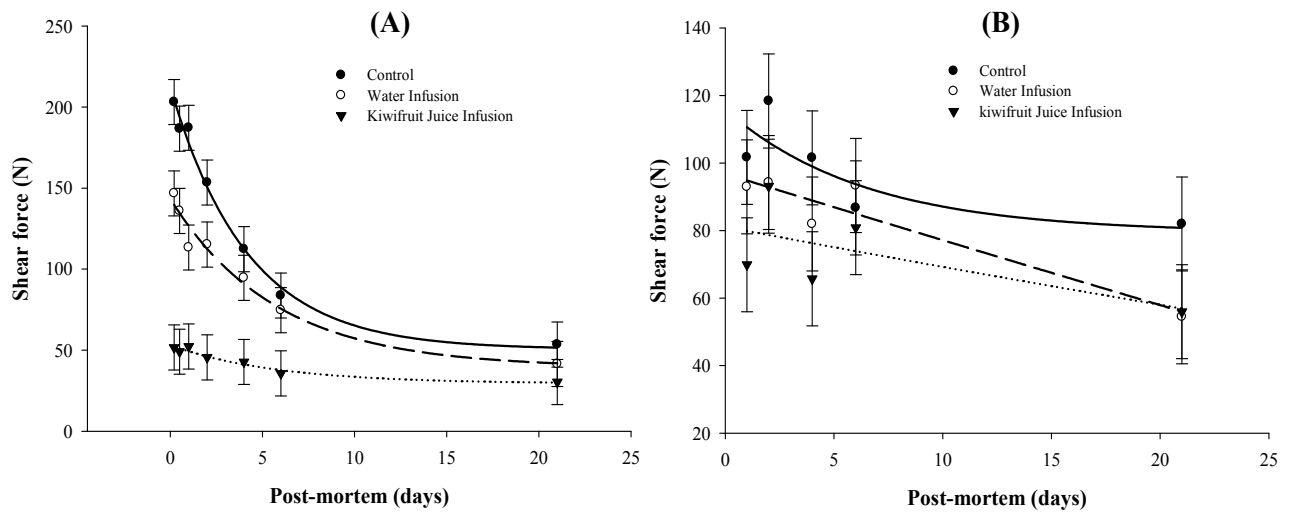 (A)
250
200
150
100
50
0
Shear force (N)
Control
Water Infusion
Kiwifruit Juice Infusion
0 5 10 15 20 25
Post-mortem (days)
(B)
140
120
100
80
60
40
20
Shear force (N)
Control
Water Infusion
kiwifruit Juice Infusion
0 5 10 15 20 25
Post-mortem (days)